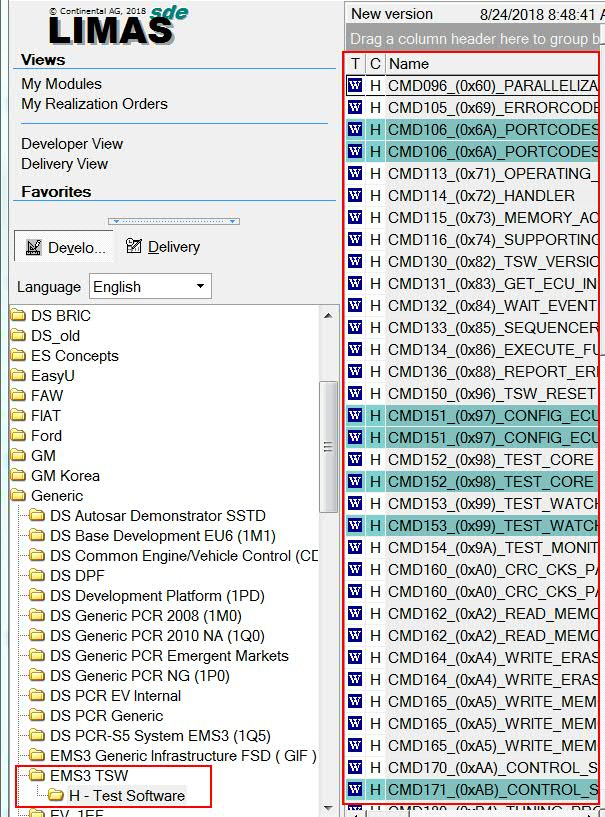 © Continental AG, 2018 sde
LIMAS
Views
My Modules
My Realization Orders
Developer View
Delivery View
Favorites
Develo... Delivery
Language English
DS BRIC
DS_old
ES Concepts
EasyU
FAW
FIAT
Ford
GM
GM Korea
Generic
DS Autosar Demonstrator SSTD
DS Base Development EU6 (1M1)
DS Common Engine/Vehicle Control (CD
DS DPF
DS Development Platform (1PD)
DS Generic PCR 2008 (1M0)
DS Generic PCR 2010 NA (1Q0)
DS Generic PCR Emergent Markets
DS Generic PCR NG (1P0)
DS PCR EV Internal
DS PCR Generic
DS PCR-S5 System EMS3 (1Q5)
EMS3 Generic Infrastructure FSD ( GIF )
EMS3 TSW
H - Test Software
New version 8/24/2018 8:48:41
Drag a column header here to group b
T C Name
W H CMD096_(0x60)_PARALLELIZA
W H CMD105_(0x69)_ERRORCODE
W H CMD106_(0x6A)_PORTCODES
W H CMD106_(0x6A)_PORTCODES
W H CMD113_(0x71)_OPERATING_
W H CMD114_(0x72)_HANDLER
W H CMD115_(0x73)_MEMORY_AC
W H CMD116_(0x74)_SUPPORTING
W H CMD130_(0x82)_TSW_VERSIO
W H CMD131_(0x83)_GET_ECU_IN
W H CMD132_(0x84)_WAIT_EVENT
W H CMD133_(0x85)_SEQUENCER
W H CMD134_(0x86)_EXECUTE_FU
W H CMD136_(0x88)_REPORT_ERI
W H CMD150_(0x96)_TSW_RESET
W H CMD151_(0x97)_CONFIG_ECU
W H CMD151_(0x97)_CONFIG_ECU
W H CMD152_(0x98)_TEST_CORE
W H CMD152_(0x98)_TEST_CORE
W H CMD153_(0x99)_TEST_WATCH
W H CMD153_(0x99)_TEST_WATCH
W H CMD154_(0x9A)_TEST_MONIT
W H CMD160_(0xA0)_CRC_CKS_PA
W H CMD160_(0xA0)_CRC_CKS_PA
W H CMD162_(0xA2)_READ_MEMO
W H CMD162_(0xA2)_READ_MEMO
W H CMD164_(0xA4)_WRITE_ERAS
W H CMD164_(0xA4)_WRITE_ERAS
W H CMD165_(0xA5)_WRITE_MEMO
W H CMD165_(0xA5)_WRITE_MEMO
W H CMD165_(0xA5)_WRITE_MEMO
W H CMD170_(0xAA)_CONTROL_S
W H CMD171_(0xAB)_CONTROL_S